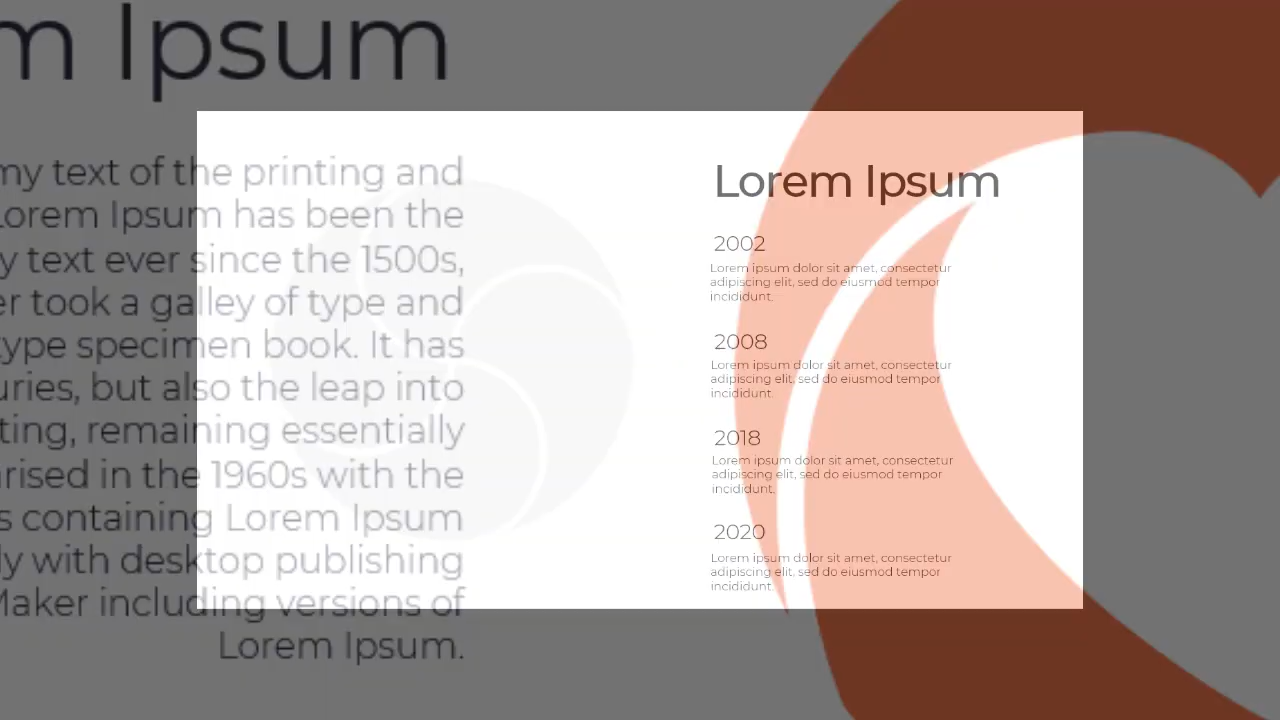 m Ipsum
my text of the printing and
Lorem Ipsum has been the
y text ever since the 1500s,
er took a galley of type and
type specimen book. It has
uries, but also the leap into
ting, remaining essentially
arised in the 1960s with the
s containing Lorem Ipsum
ly with desktop publishing
Maker including versions of
Lorem Ipsum.
Lorem Ipsum
2002
Lorem ipsum dolor sit amet, consectetur
adipiscing elit, sed do eiusmod tempor
incididunt.
2008
Lorem ipsum dolor sit amet, consectetur
adipiscing elit, sed do eiusmod tempor
incididunt.
2018
Lorem ipsum dolor sit amet, consectetur
adipiscing elit, sed do eiusmod tempor
incididunt.
2020
Lorem ipsum dolor sit amet, consectetur
adipiscing elit, sed do eiusmod tempor
incididunt.